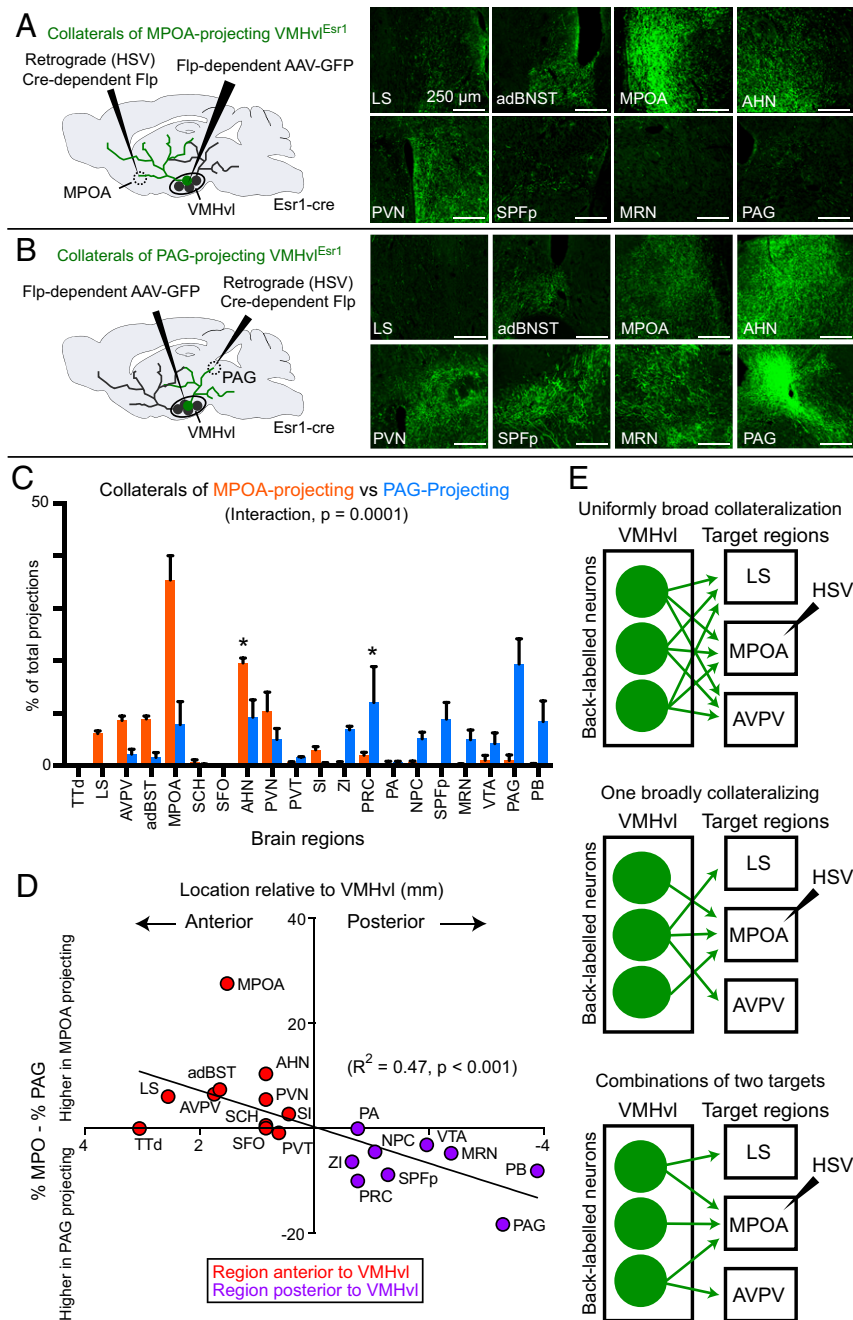 A
Collaterals of MPOA-projecting VMHvlEsr1
Retrograde (HSV)
Cre-dependent Flp
Flp-dependent AAV-GFP
MPOA
VMHvl
Esr1-cre
LS
250 µm
adBNST
MPOA
AHN
PVN
SPFp
MRN
PAG
B
Collaterals of PAG-projecting VMHvlEsr1
Flp-dependent AAV-GFP
Retrograde (HSV)
Cre-dependent Flp
PAG
VMHvl
Esr1-cre
LS
adBNST
MPOA
AHN
PVN
SPFp
MRN
PAG
C
Collaterals of MPOA-projecting vs PAG-Projecting
(Interaction, p = 0.0001)
50
0
% of total projections
* *
TTd LS AVPV adBST MPOA SCH SFO AHN PVN PVT SI ZI PRC PA NPC SPFp MRN VTA PAG PB
Brain regions
D
Location relative to VMHvl (mm)
Anterior Posterior
40
20
-20
4 2 -4
% MPO - % PAG
Higher in MPOA projecting
Higher in PAG projecting
(R2 = 0.47, p < 0.001)
MPOA
adBST
AHN
LS
AVPV
PVN
SCH
SI
TTd
SFO
PVT
PA
NPC
VTA
ZI
MRN
PRC
SPFp
PB
PAG
Region anterior to VMHvl
Region posterior to VMHvl
E
Uniformly broad collateralization
VMHvl Target regions
Back-labelled neurons
LS
HSV
MPOA
AVPV
One broadly collateralizing
VMHvl Target regions
Back-labelled neurons
LS
HSV
MPOA
AVPV
Combinations of two targets
VMHvl Target regions
Back-labelled neurons
LS
HSV
MPOA
AVPV